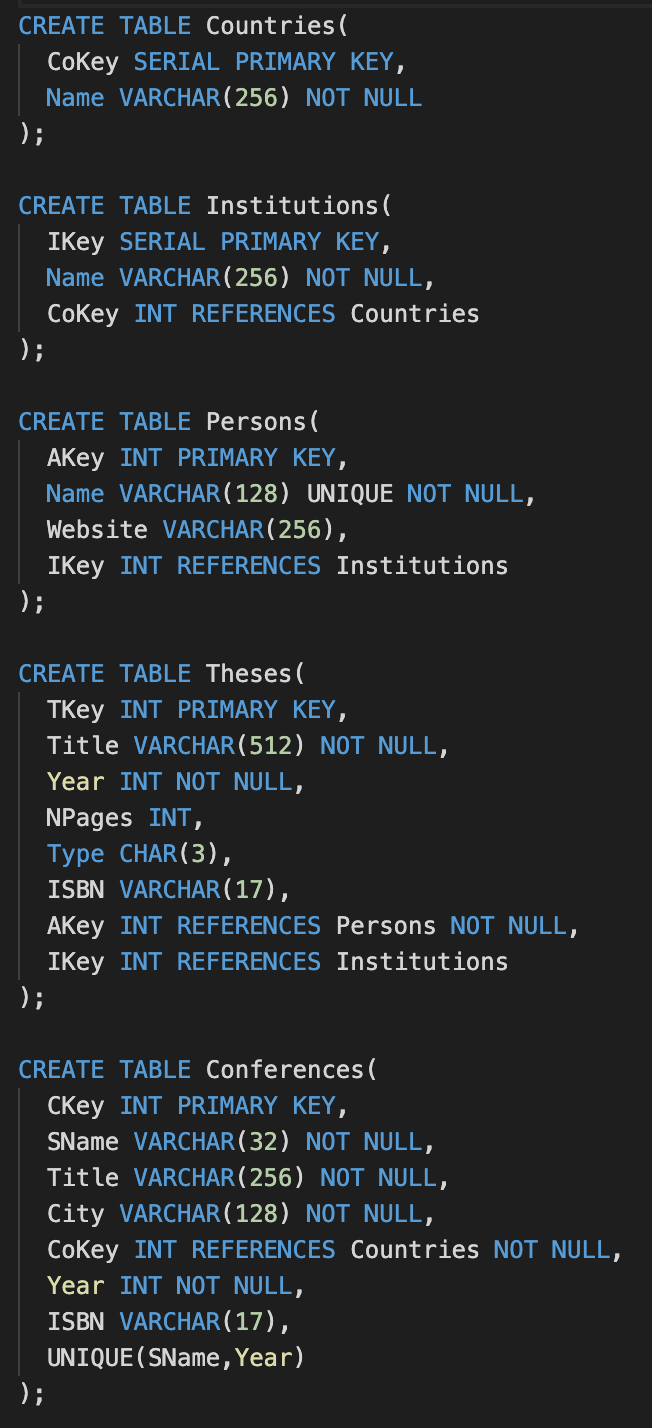 CREATE TABLE Countries(
  CoKey SERIAL PRIMARY KEY,
  Name VARCHAR(256) NOT NULL
);

CREATE TABLE Institutions(
  IKey SERIAL PRIMARY KEY,
  Name VARCHAR(256) NOT NULL,
  CoKey INT REFERENCES Countries
);

CREATE TABLE Persons(
  AKey INT PRIMARY KEY,
  Name VARCHAR(128) UNIQUE NOT NULL,
  Website VARCHAR(256),
  IKey INT REFERENCES Institutions
);

CREATE TABLE Theses(
  TKey INT PRIMARY KEY,
  Title VARCHAR(512) NOT NULL,
  Year INT NOT NULL,
  NPages INT,
  Type CHAR(3),
  ISBN VARCHAR(17),
  AKey INT REFERENCES Persons NOT NULL,
  IKey INT REFERENCES Institutions
);

CREATE TABLE Conferences(
  CKey INT PRIMARY KEY,
  SName VARCHAR(32) NOT NULL,
  Title VARCHAR(256) NOT NULL,
  City VARCHAR(128) NOT NULL,
  CoKey INT REFERENCES Countries NOT NULL,
  Year INT NOT NULL,
  ISBN VARCHAR(17),
  UNIQUE(SName,Year)
);